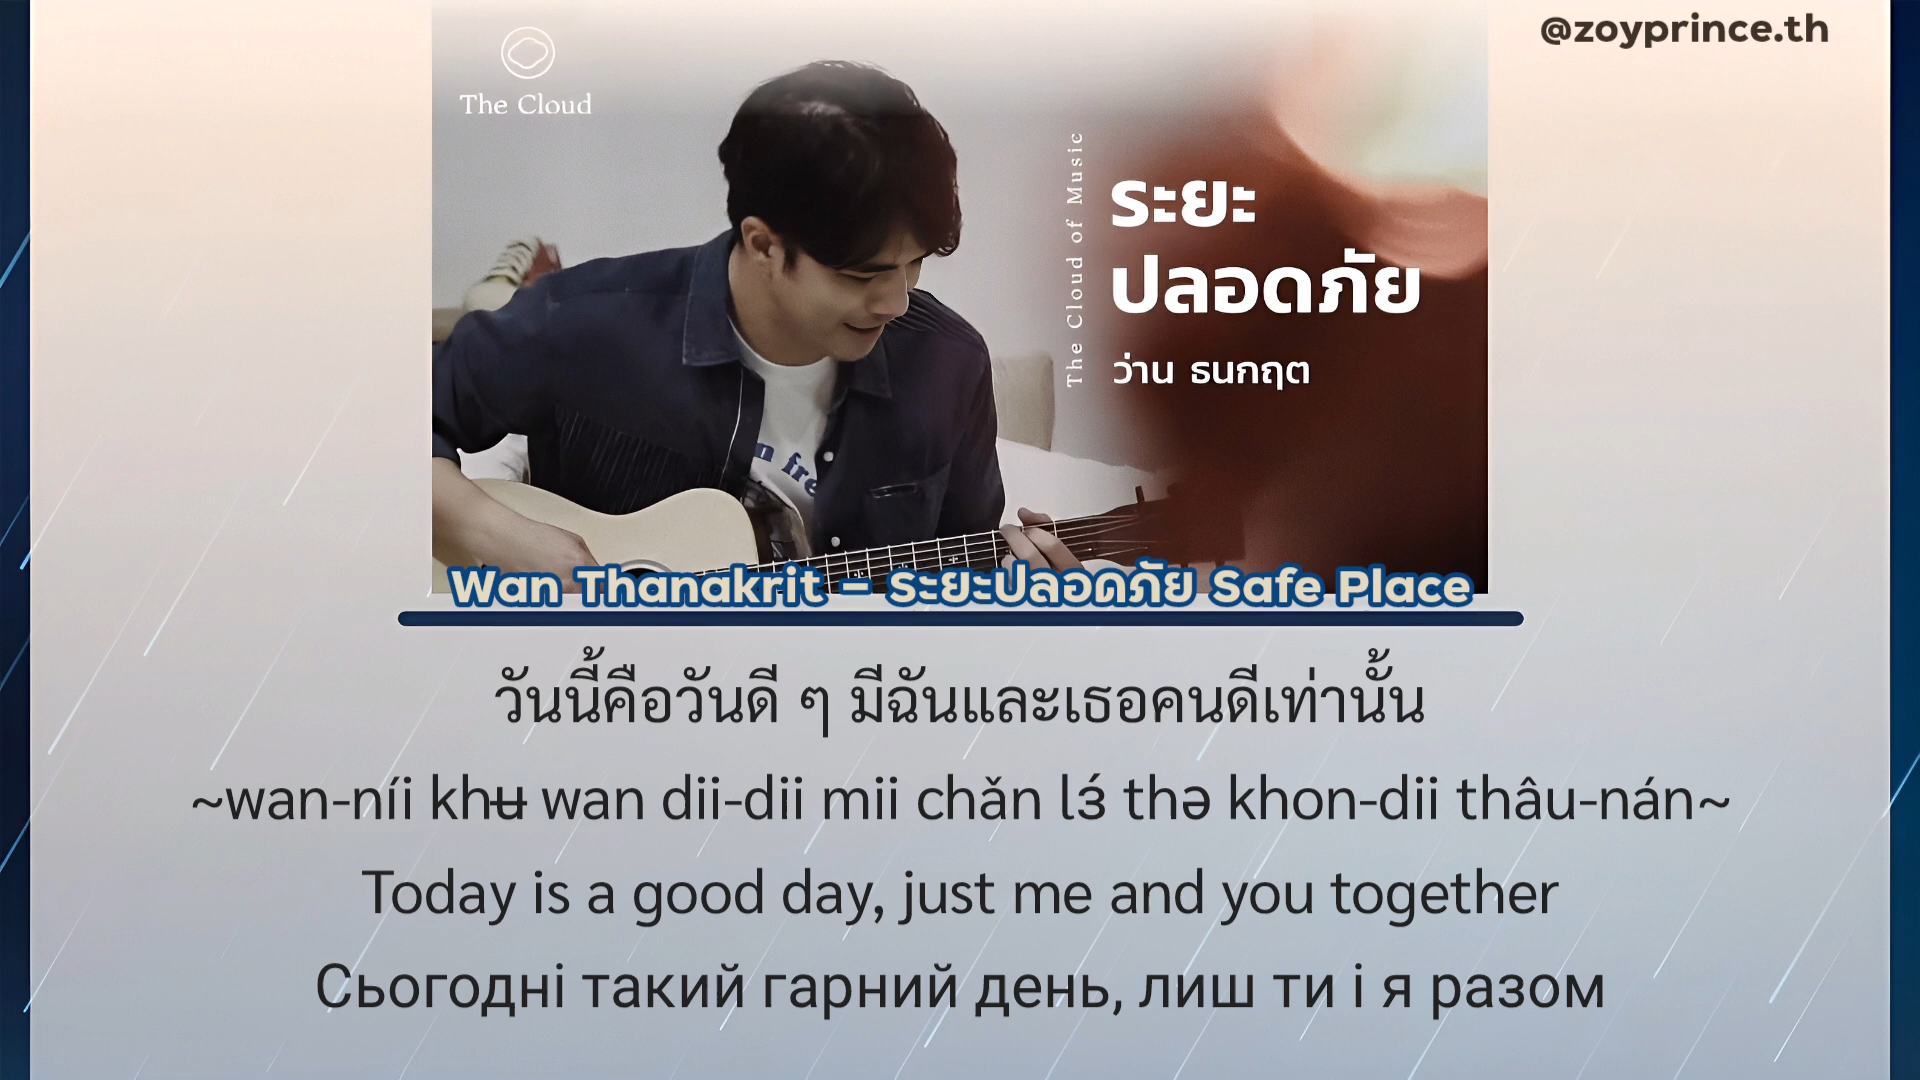 @zoyprince.th
The Cloud
The Cloud of Music
ระยะ
ปลอดภัย
ว่าน ธนกฤต
n fre
Wan Thanakrit – ระยะปลอดภัย Safe Place
วันนี้คือวันดี ๆ มีฉันและเธอคนดีเท่านั้น
~wan-níi khʉ wan dii-dii mii chǎn lɜ́ thə khon-dii thâu-nán~
Today is a good day, just me and you together
Сьогодні такий гарний день, лиш ти і я разом